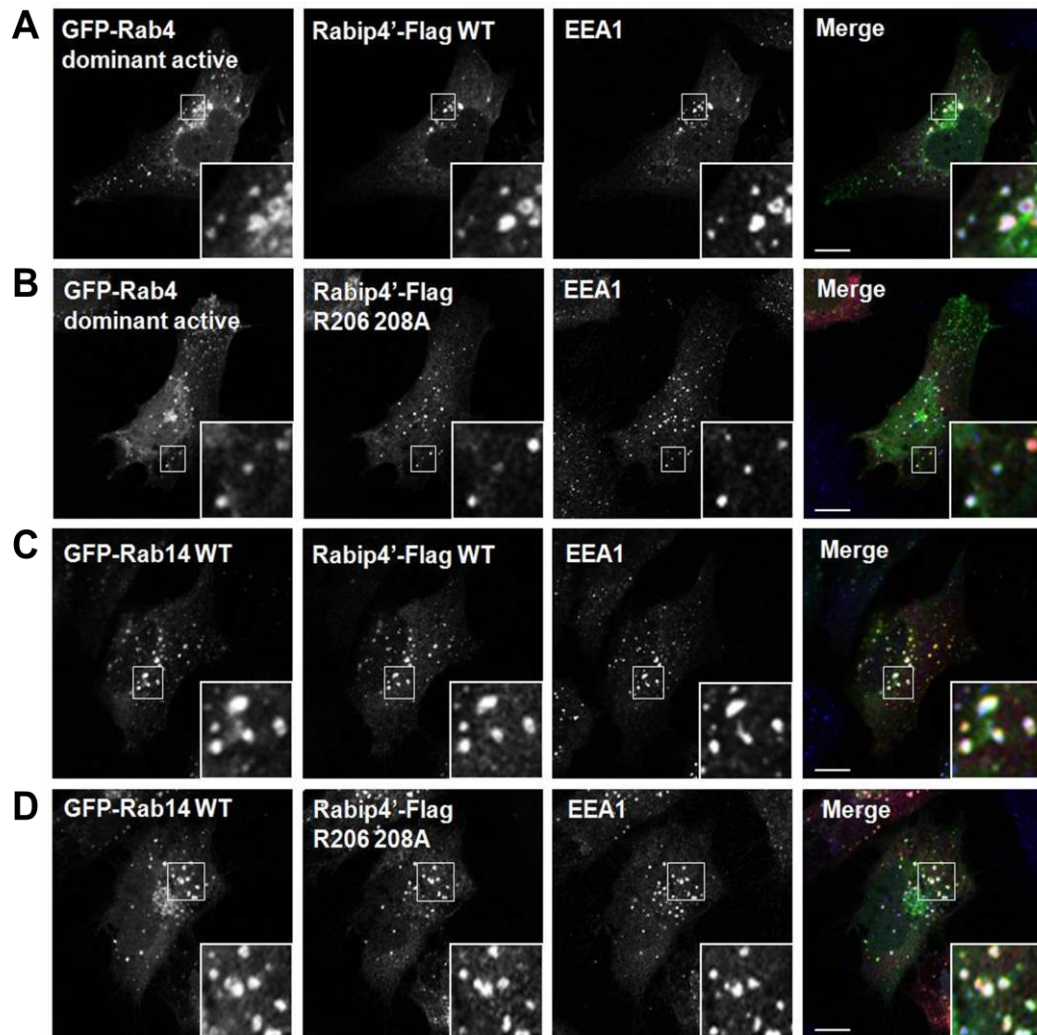 A
GFP-Rab4
dominant active
Rabip4'-Flag WT
EEA1
Merge
B
GFP-Rab4
dominant active
Rabip4'-Flag
R206 208A
EEA1
Merge
C
GFP-Rab14 WT
Rabip4'-Flag WT
EEA1
Merge
D
GFP-Rab14 WT
Rabip4'-Flag
R206 208A
EEA1
Merge